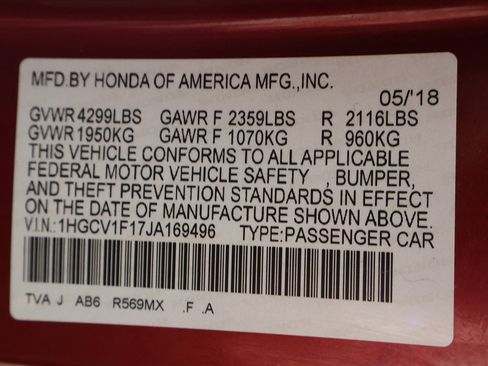 MFD.BY HONDA OF AMERICA MFG.,INC.
05/'18
GVWR 4299LBS GAWR F 2359LBS R 2116LBS
GVWR 1950KG GAWR F 1070KG R 960KG
THIS VEHICLE CONFORMS TO ALL APPLICABLE
FEDERAL MOTOR VEHICLE SAFETY , BUMPER,
AND THEFT PREVENTION STANDARDS IN EFFECT
ON THE DATE OF MANUFACTURE SHOWN ABOVE.
V.I.N.:1HGCV1F17JA169496 TYPE:PASSENGER CAR
TVA J AB6 R569MX .F .A